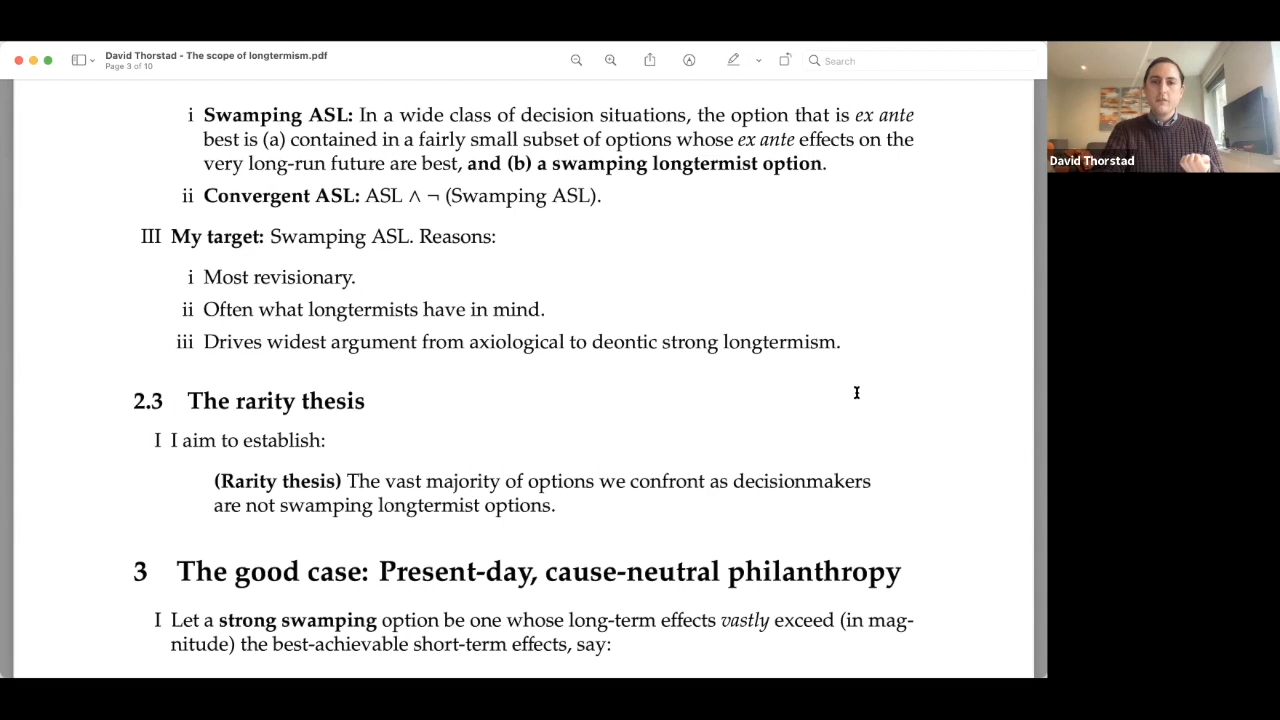 David Thorstad - The scope of longtermism.pdf
Page 3 of 10
Search
i Swamping ASL: In a wide class of decision situations, the option that is ex ante
best is (a) contained in a fairly small subset of options whose ex ante effects on the
very long-run future are best, and (b) a swamping longtermist option.
ii Convergent ASL: ASL ∧ ¬ (Swamping ASL).
III My target: Swamping ASL. Reasons:
i Most revisionary.
ii Often what longtermists have in mind.
iii Drives widest argument from axiological to deontic strong longtermism.
2.3 The rarity thesis
I I aim to establish:
(Rarity thesis) The vast majority of options we confront as decisionmakers
are not swamping longtermist options.
3 The good case: Present-day, cause-neutral philanthropy
I Let a strong swamping option be one whose long-term effects vastly exceed (in mag-
nitude) the best-achievable short-term effects, say:
David Thorstad